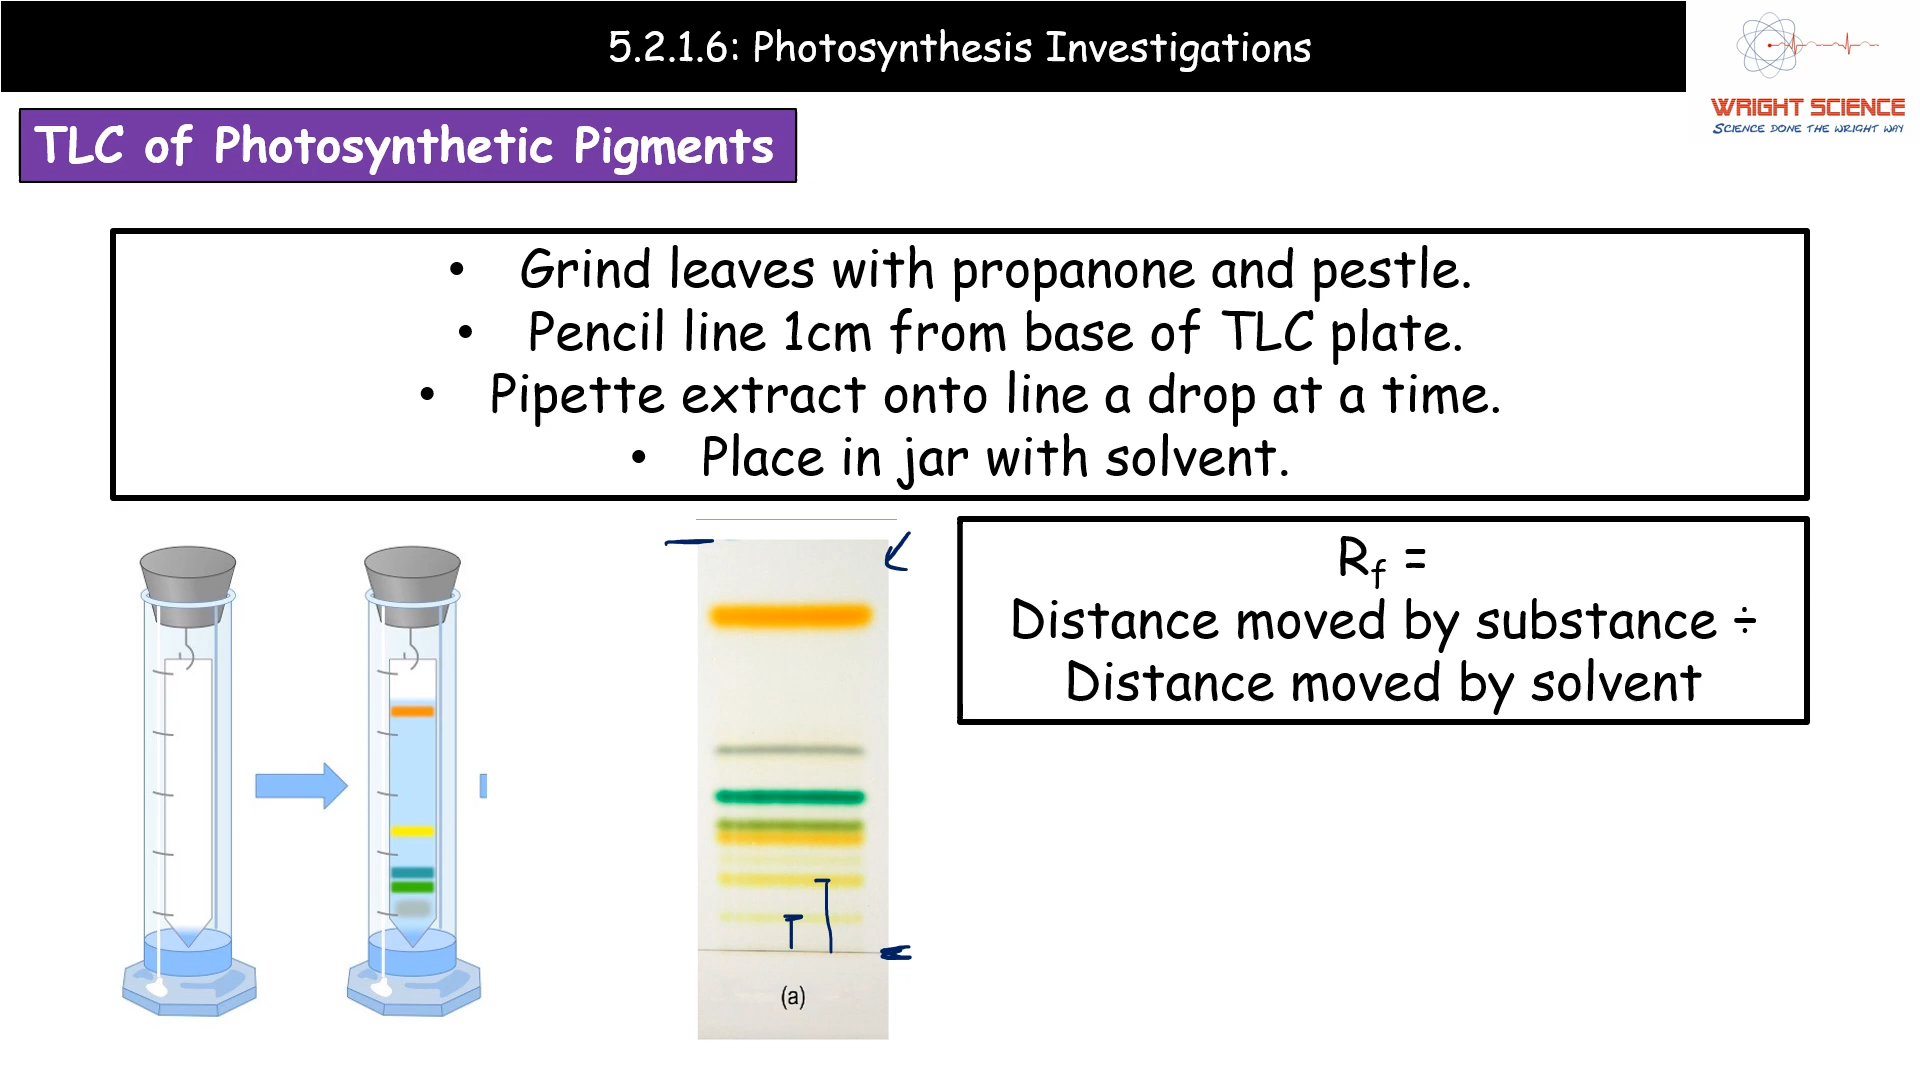 5.2.1.6: Photosynthesis Investigations
WRIGHT SCIENCE
SCIENCE DONE THE WRIGHT WAY
TLC of Photosynthetic Pigments
• Grind leaves with propanone and pestle.
• Pencil line 1cm from base of TLC plate.
• Pipette extract onto line a drop at a time.
• Place in jar with solvent.
Rf =
Distance moved by substance ÷
Distance moved by solvent
(a)